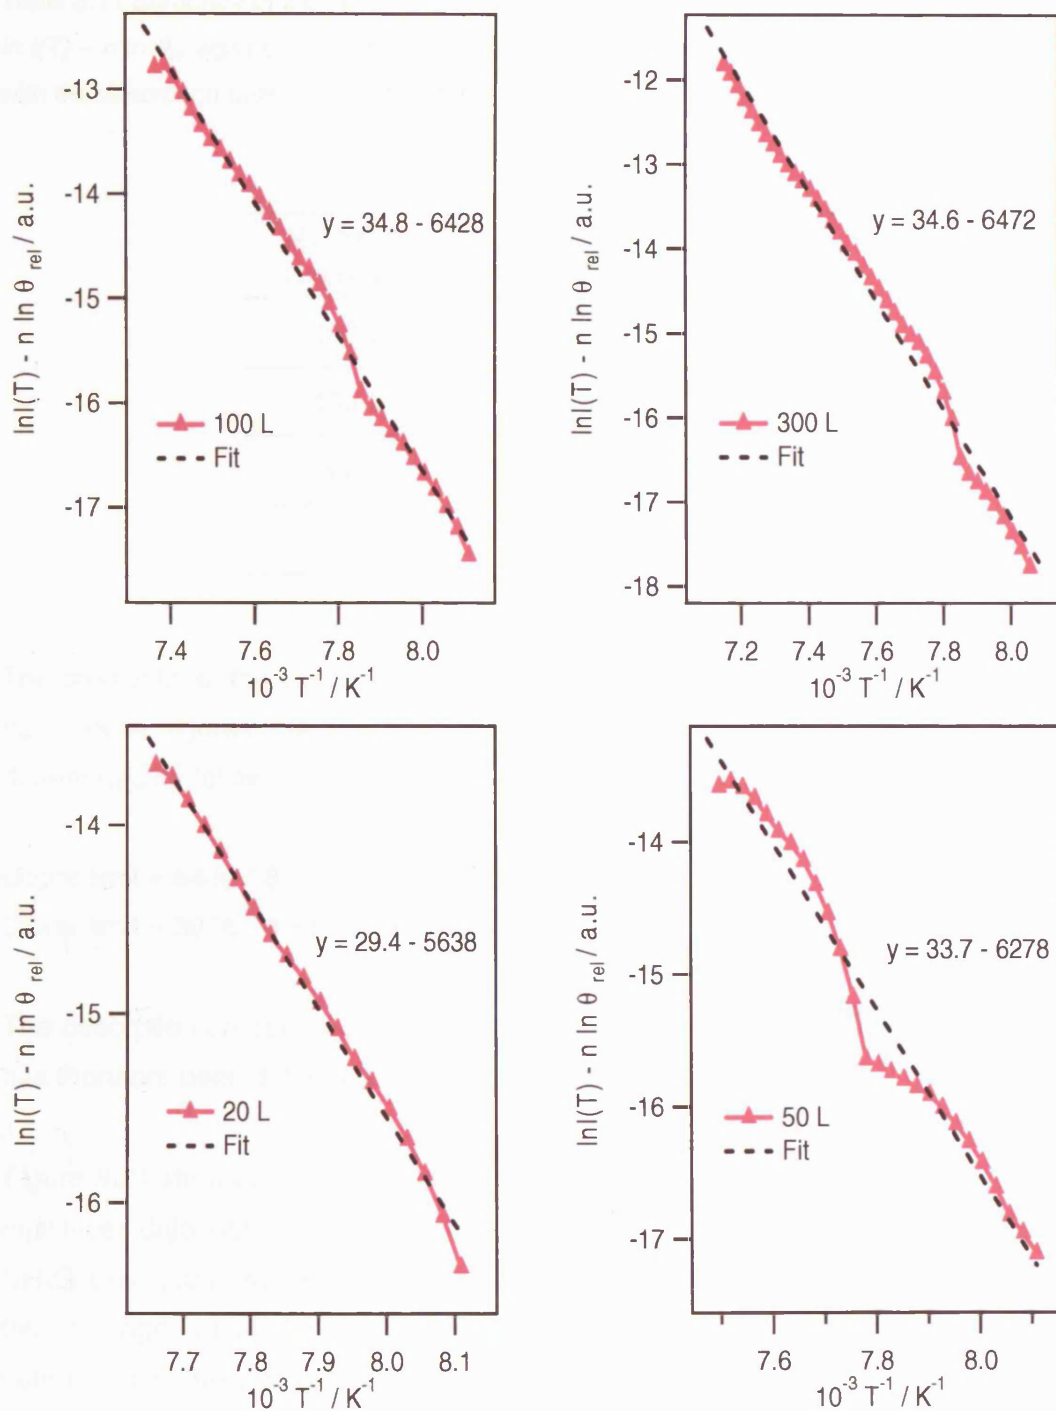 -13
-14
-15
-16
-17
lnI(T) - n ln θ rel / a.u.
y = 34.8 - 6428
100 L
Fit
7.4 7.6 7.8 8.0
10-3 T-1 / K-1
-12
-13
-14
-15
-16
-17
-18
lnI(T) - n ln θ rel / a.u.
y = 34.6 - 6472
300 L
Fit
7.2 7.4 7.6 7.8 8.0
10-3 T-1 / K-1
-14
-15
-16
lnI(T) - n ln θ rel / a.u.
y = 29.4 - 5638
20 L
Fit
7.7 7.8 7.9 8.0 8.1
10-3 T-1 / K-1
-14
-15
-16
-17
lnI(T) - n ln θ rel / a.u.
y = 33.7 - 6278
50 L
Fit
7.6 7.8 8.0
10-3 T-1 / K-1